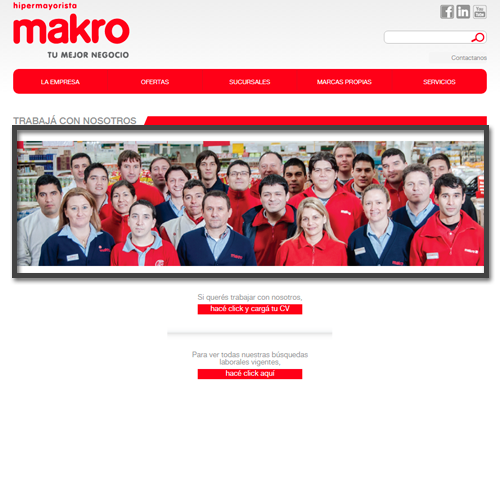 hipermayorista
makro
TU MEJOR NEGOCIO
You
Tube
Contactanos
LA EMPRESA
OFERTAS
SUCURSALES
MARCAS PROPIAS
SERVICIOS
TRABAJÁ CON NOSOTROS
Si querés trabajar con nosotros,
hacé click y cargá tu CV
Para ver todas nuestras búsquedas
laborales vigentes,
hacé click aquí